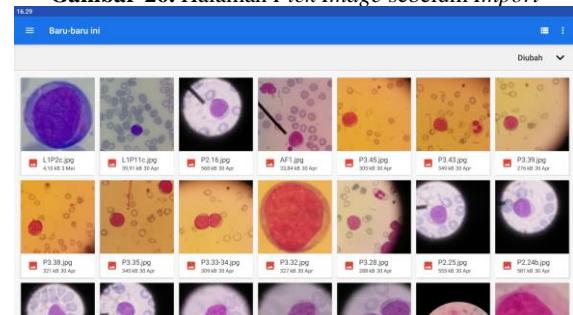 Gambar 26. Halaman Pick Image sebelum Import
16.29
Baru-baru ini
Diubah
L1P2c.jpg
4,10 kB 3 Mei
L1P11c.jpg
39,91 kB 30 Apr
P2.16.jpg
560 kB 30 Apr
AF1.jpg
33,84 kB 30 Apr
P3.45.jpg
305 kB 30 Apr
P3.43.jpg
349 kB 30 Apr
P3.39.jpg
276 kB 30 Apr
P3.38.jpg
321 kB 30 Apr
P3.35.jpg
345 kB 30 Apr
P3.33-34.jpg
309 kB 30 Apr
P3.32.jpg
327 kB 30 Apr
P3.28.jpg
288 kB 30 Apr
P2.25.jpg
555 kB 30 Apr
P2.24b.jpg
581 kB 30 Apr